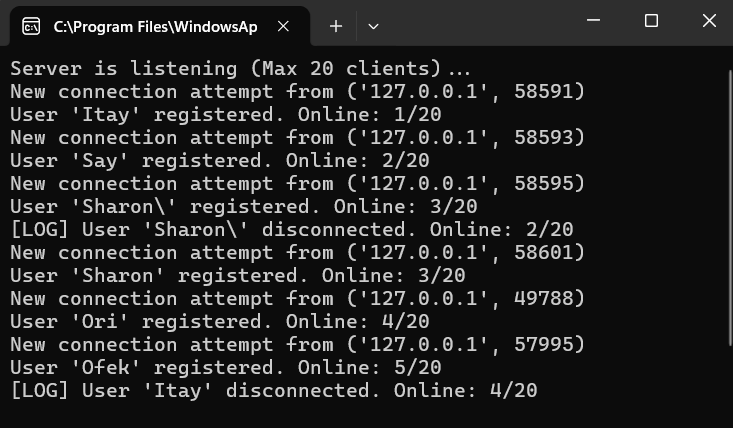 C:\Program Files\WindowsAp
Server is listening (Max 20 clients)...
New connection attempt from ('127.0.0.1', 58591)
User 'Itay' registered. Online: 1/20
New connection attempt from ('127.0.0.1', 58593)
User 'Say' registered. Online: 2/20
New connection attempt from ('127.0.0.1', 58595)
User 'Sharon\' registered. Online: 3/20
[LOG] User 'Sharon\' disconnected. Online: 2/20
New connection attempt from ('127.0.0.1', 58601)
User 'Sharon' registered. Online: 3/20
New connection attempt from ('127.0.0.1', 49788)
User 'Ori' registered. Online: 4/20
New connection attempt from ('127.0.0.1', 57995)
User 'Ofek' registered. Online: 5/20
[LOG] User 'Itay' disconnected. Online: 4/20